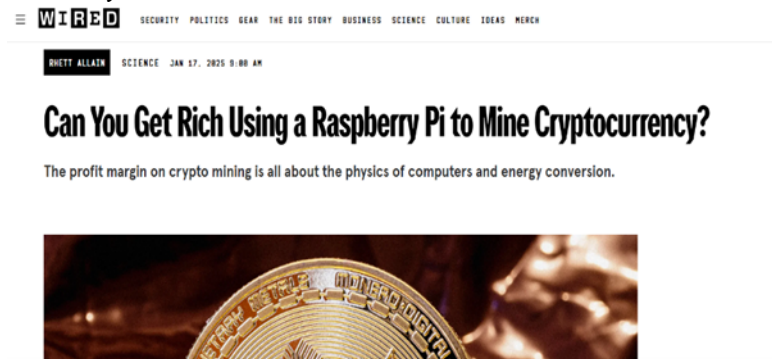 WIRED
SECURITY POLITICS GEAR THE BIG STORY BUSINESS SCIENCE CULTURE IDEAS MERCH
RHETT ALLAIN SCIENCE JAN 17, 2025 9:00 AM
Can You Get Rich Using a Raspberry Pi to Mine Cryptocurrency?
The profit margin on crypto mining is all about the physics of computers and energy conversion.
MONERO DIGITAL